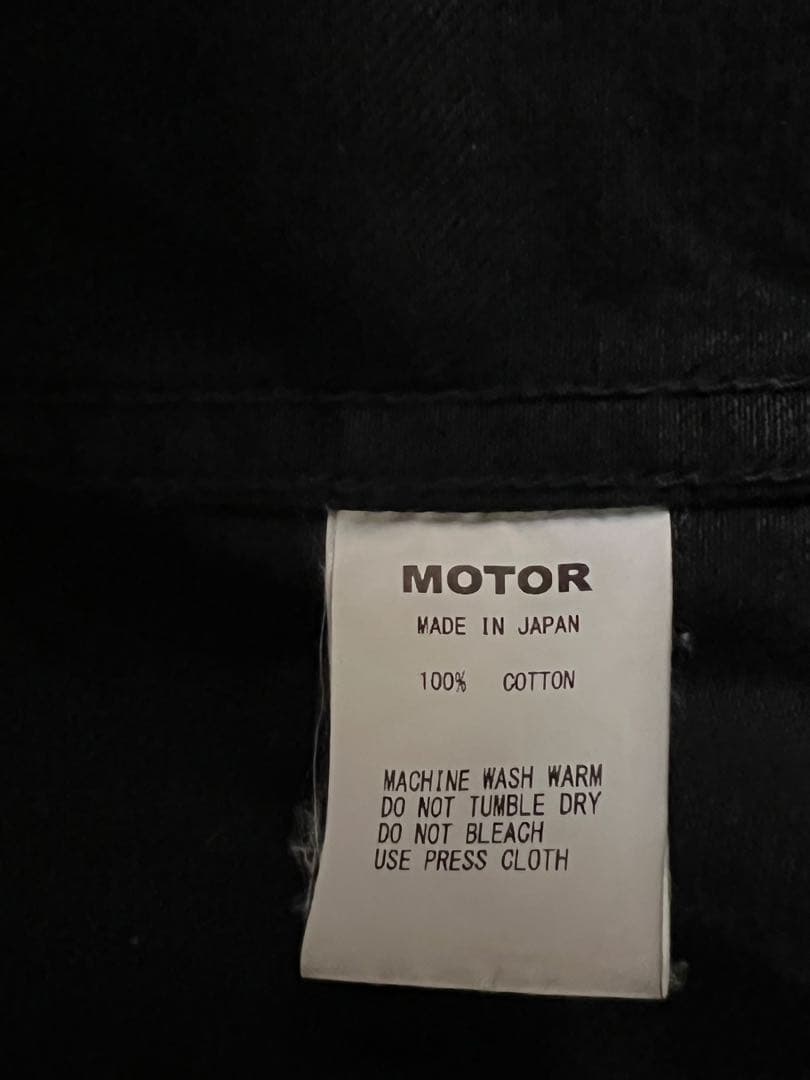 MOTOR
MADE IN JAPAN
100% COTTON
MACHINE WASH WARM
DO NOT TUMBLE DRY
DO NOT BLEACH
USE PRESS CLOTH